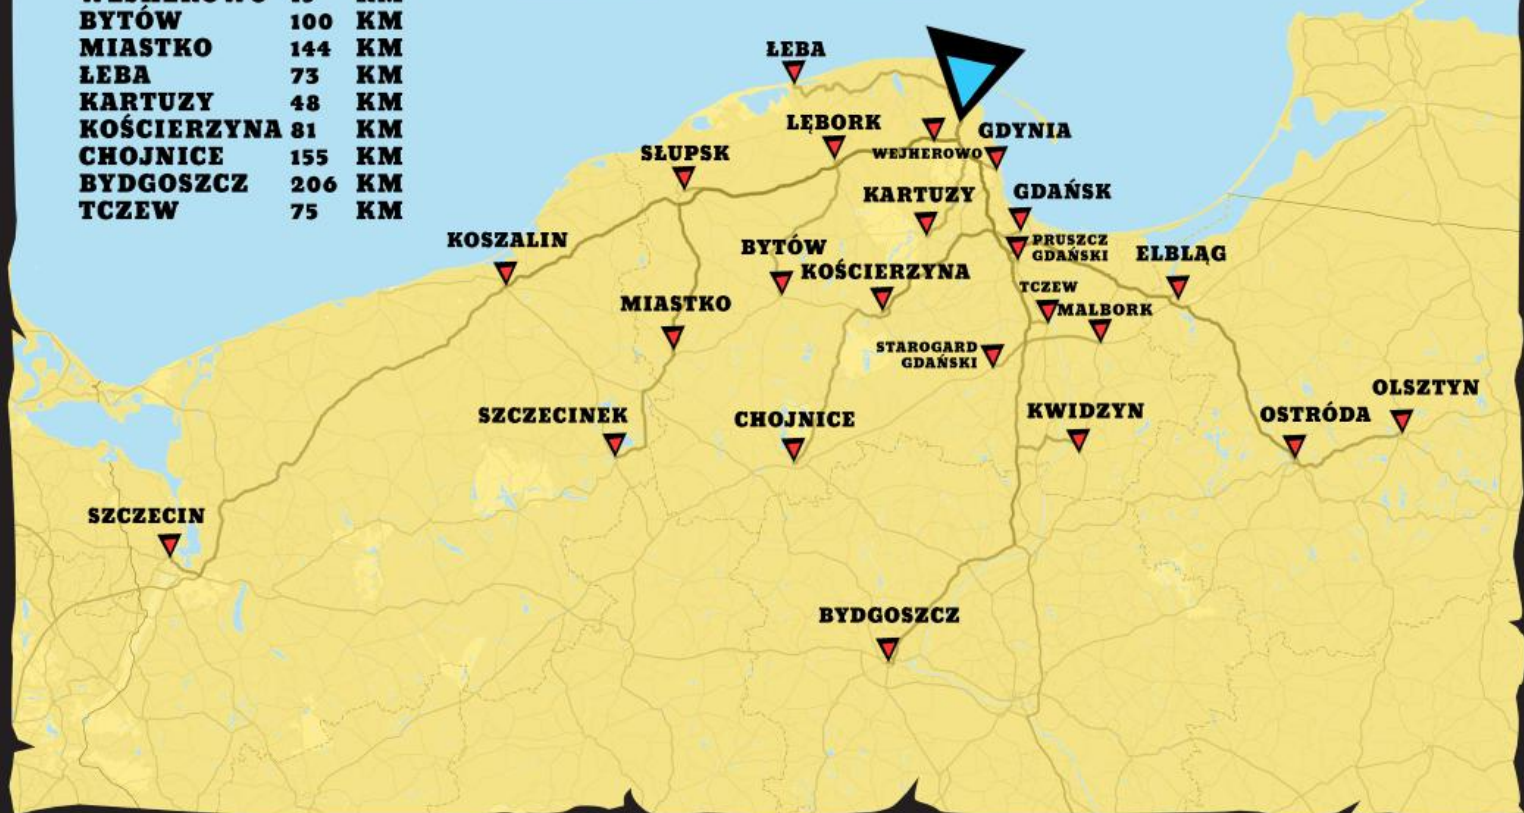 BYTÓW 100 KM
MIASTKO 144 KM
ŁEBA 73 KM
KARTUZY 48 KM
KOŚCIERZYNA 81 KM
CHOJNICE 155 KM
BYDGOSZCZ 206 KM
TCZEW 75 KM
ŁEBA
LĘBORK
GDYNIA
WEJHEROWO
SŁUPSK
KARTUZY
GDAŃSK
KOSZALIN
BYTÓW
PRUSZCZ
GDAŃSKI
ELBLĄG
KOŚCIERZYNA
TCZEW
MIASTKO
MALBORK
STAROGARD
GDAŃSKI
OLSZTYN
SZCZECINEK
CHOJNICE
KWIDZYN
OSTRÓDA
SZCZECIN
BYDGOSZCZ